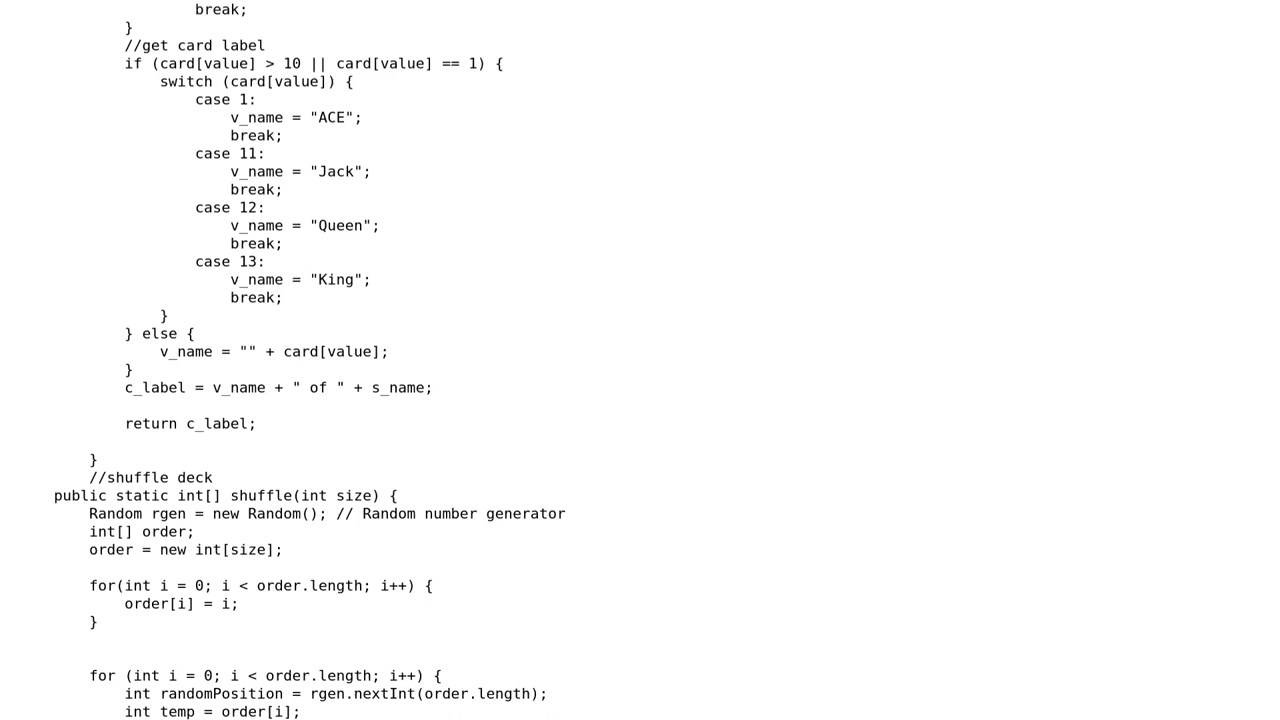 break;
}
//get card label
if (card[value] > 10 || card[value] == 1) {
switch (card[value]) {
case 1:
v_name = "ACE";
break;
case 11:
v_name = "Jack";
break;
case 12:
v_name = "Queen";
break;
case 13:
v_name = "King";
break;
}
} else {
v_name = "" + card[value];
}
c_label = v_name + " of " + s_name;
return c_label;
}
//shuffle deck
public static int[] shuffle(int size) {
Random rgen = new Random(); // Random number generator
int[] order;
order = new int[size];
for(int i = 0; i < order.length; i++) {
order[i] = i;
}
for (int i = 0; i < order.length; i++) {
int randomPosition = rgen.nextInt(order.length);
int temp = order[i];